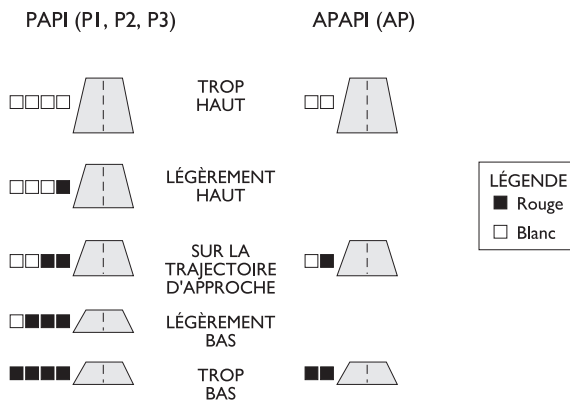 PAPI (P1, P2, P3)
APAPI (AP)
TROP
HAUT
LÉGÈREMENT
HAUT
SUR LA
TRAJECTOIRE
D'APPROCHE
LÉGÈREMENT
BAS
TROP
BAS
LÉGENDE
Rouge
Blanc